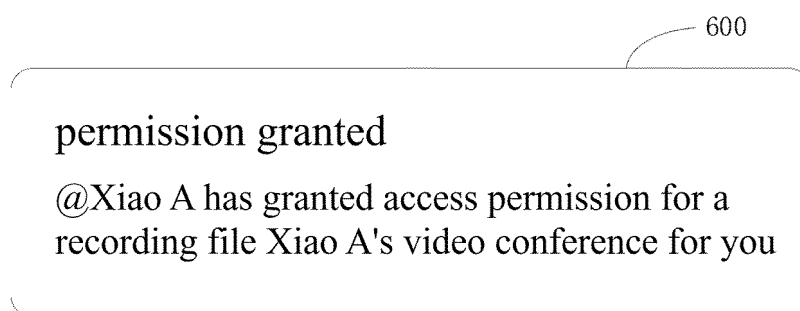 600
permission granted
@Xiao A has granted access permission for a
recording file Xiao A's video conference for you